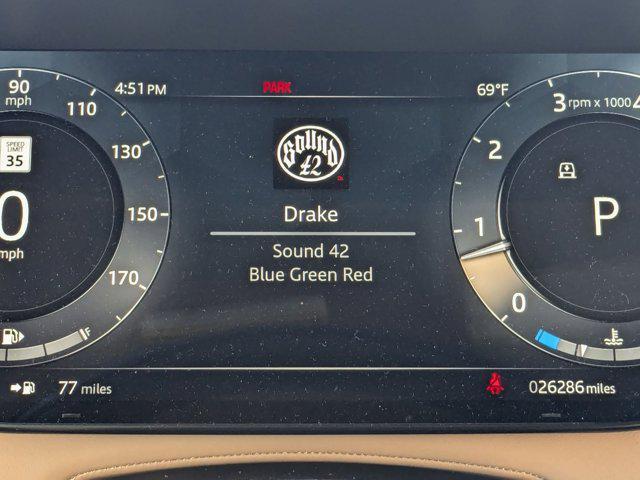 90
mph
110
130
150
170
SPEED
LIMIT
35
0
mph
F
4:51 PM
PARK
69°F
Sound
42
Drake
Sound 42
Blue Green Red
3 rpm x 1000 4
2
1
0
P
77 miles
026286 miles